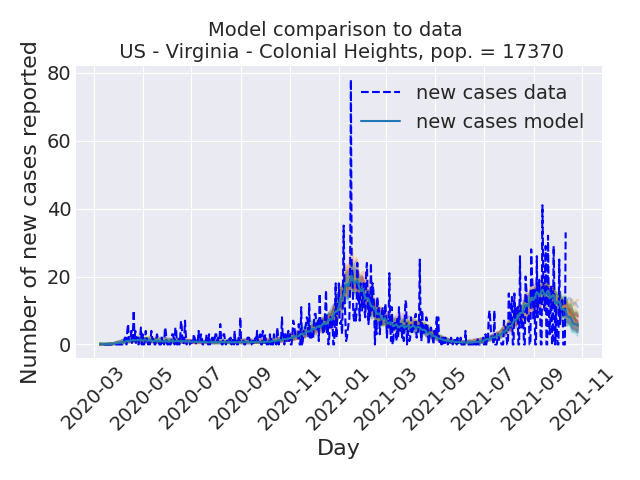 Model comparison to data
US - Virginia - Colonial Heights, pop. = 17370
Number of new cases reported
80
60
40
20
0
new cases data
new cases model
2020-03
2020-05
2020-07
2020-09
2020-11
2021-01
2021-03
2021-05
2021-07
2021-09
2021-11
Day